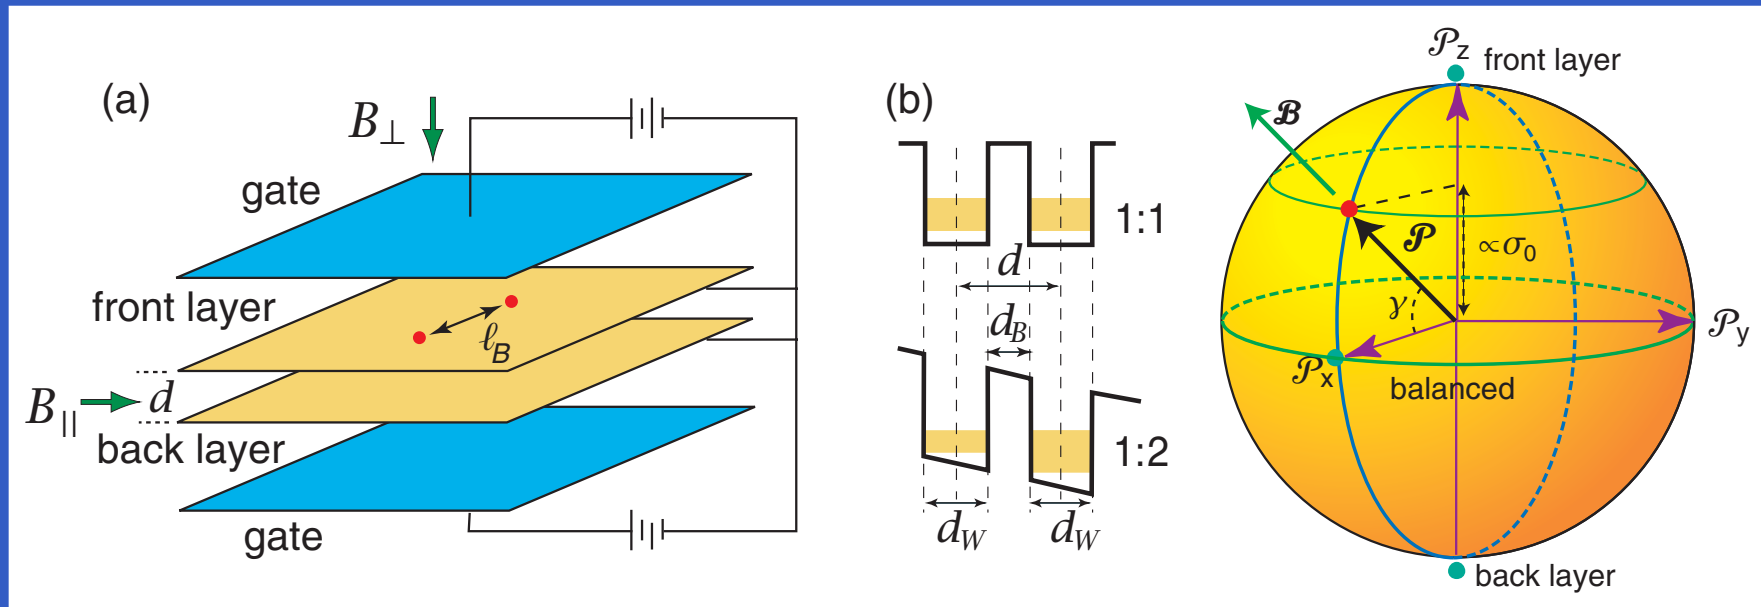 (a)
B⊥
gate
front layer
ℓB
B|| d
back layer
gate
(b)
1:1
d
dB
1:2
dW dW
𝒫z front layer
ℬ
𝒫
∝σ0
γ
𝒫y
𝒫x
balanced
back layer